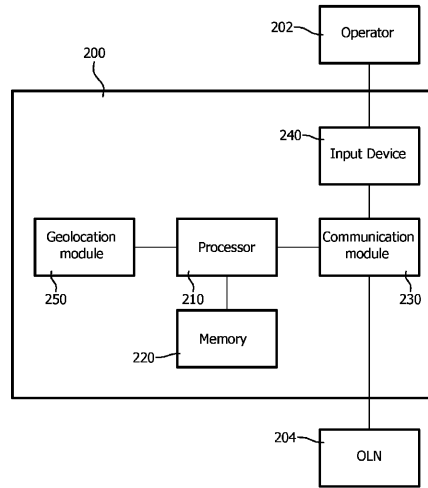 202
Operator
200
240
Input Device
Geolocation
module
250
Processor
210
Communication
module
230
220
Memory
204
OLN